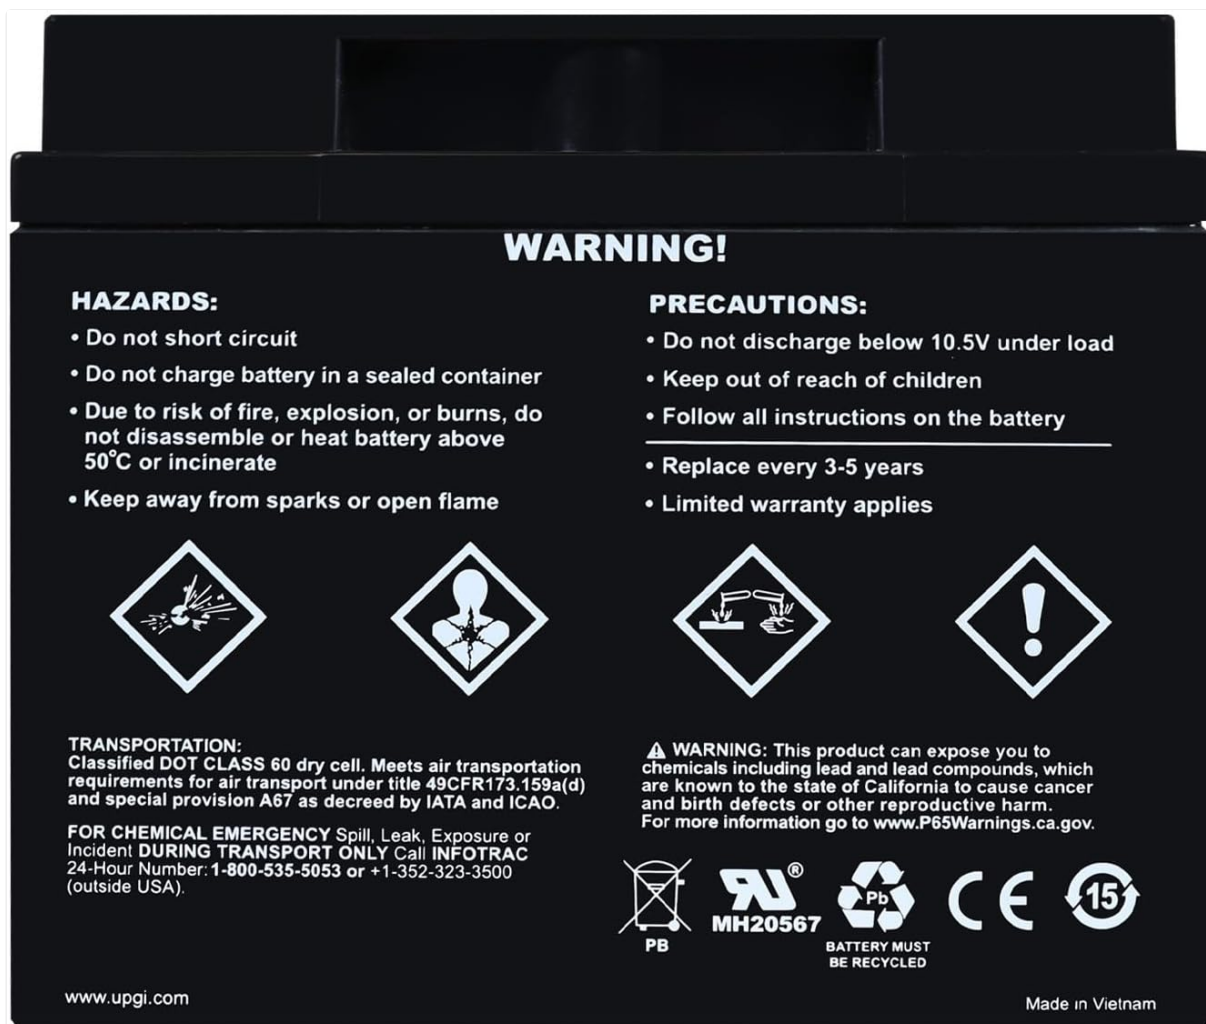 WARNING!
HAZARDS:
• Do not short circuit
• Do not charge battery in a sealed container
• Due to risk of fire, explosion, or burns, do
not disassemble or heat battery above
50°C or incinerate
• Keep away from sparks or open flame
PRECAUTIONS:
• Do not discharge below 10.5V under load
• Keep out of reach of children
• Follow all instructions on the battery
• Replace every 3-5 years
• Limited warranty applies
TRANSPORTATION:
Classified DOT CLASS 60 dry cell. Meets air transportation
requirements for air transport under title 49CFR173.159a(d)
and special provision A67 as decreed by IATA and ICAO.
FOR CHEMICAL EMERGENCY Spill, Leak, Exposure or
Incident DURING TRANSPORT ONLY Call INFOTRAC
24-Hour Number: 1-800-535-5053 or +1-352-323-3500
(outside USA).
⚠ WARNING: This product can expose you to
chemicals including lead and lead compounds, which
are known to the state of California to cause cancer
and birth defects or other reproductive harm.
For more information go to www.P65Warnings.ca.gov.
PB
RU®
MH20567
Pb
BATTERY MUST
BE RECYCLED
CE
15
www.upgi.com
Made in Vietnam